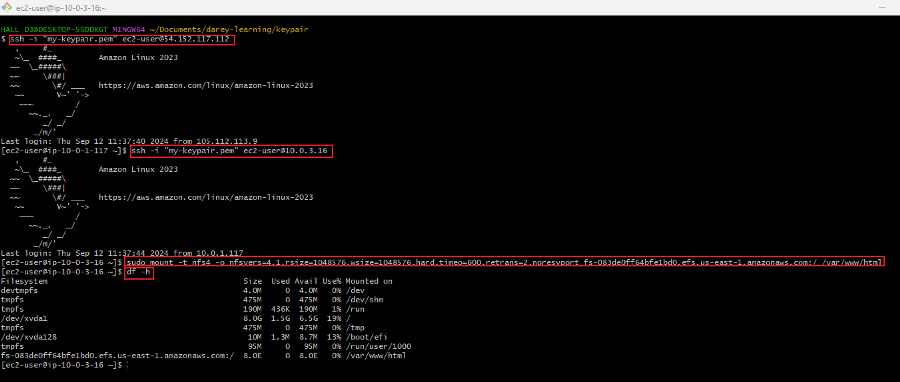 ec2-user@ip-10-0-3-16:~
HALL D3@DESKTOP-5SDDKGT MINGW64 ~/Documents/darey-learning/keypair
$ ssh -i "my-keypair.pem" ec2-user@54.152.117.112
   ,     #_
   ~\_  ####_        Amazon Linux 2023
  ~~  \_#####\
  ~~     \###|
  ~~       \#/ ___   https://aws.amazon.com/linux/amazon-linux-2023
   ~~       V~' '->
    ~~~         /
      ~~._.   _/
         _/ _/
       _/m/'
Last login: Thu Sep 12 11:37:40 2024 from 105.112.113.9
[ec2-user@ip-10-0-1-117 ~]$ ssh -i "my-keypair.pem" ec2-user@10.0.3.16
   ,     #_
   ~\_  ####_        Amazon Linux 2023
  ~~  \_#####\
  ~~     \###|
  ~~       \#/ ___   https://aws.amazon.com/linux/amazon-linux-2023
   ~~       V~' '->
    ~~~         /
      ~~._.   _/
         _/ _/
       _/m/'
Last login: Thu Sep 12 11:37:44 2024 from 10.0.1.117
[ec2-user@ip-10-0-3-16 ~]$ sudo mount -t nfs4 -o nfsvers=4.1,rsize=1048576,wsize=1048576,hard,timeo=600,retrans=2,noresvport fs-083de0ff64bfe1bd0.efs.us-east-1.amazonaws.com:/ /var/www/html
[ec2-user@ip-10-0-3-16 ~]$ df -h
Filesystem                                 Size  Used Avail Use% Mounted on
devtmpfs                                   4.0M     0  4.0M   0% /dev
tmpfs                                      475M     0  475M   0% /dev/shm
tmpfs                                      190M  436K  190M   1% /run
/dev/xvda1                                 8.0G  1.5G  6.5G  19% /
tmpfs                                      475M     0  475M   0% /tmp
/dev/xvda128                                10M  1.3M  8.7M  13% /boot/efi
tmpfs                                       95M     0   95M   0% /run/user/1000
fs-083de0ff64bfe1bd0.efs.us-east-1.amazonaws.com:/  8.0E     0  8.0E   0% /var/www/html
[ec2-user@ip-10-0-3-16 ~]$